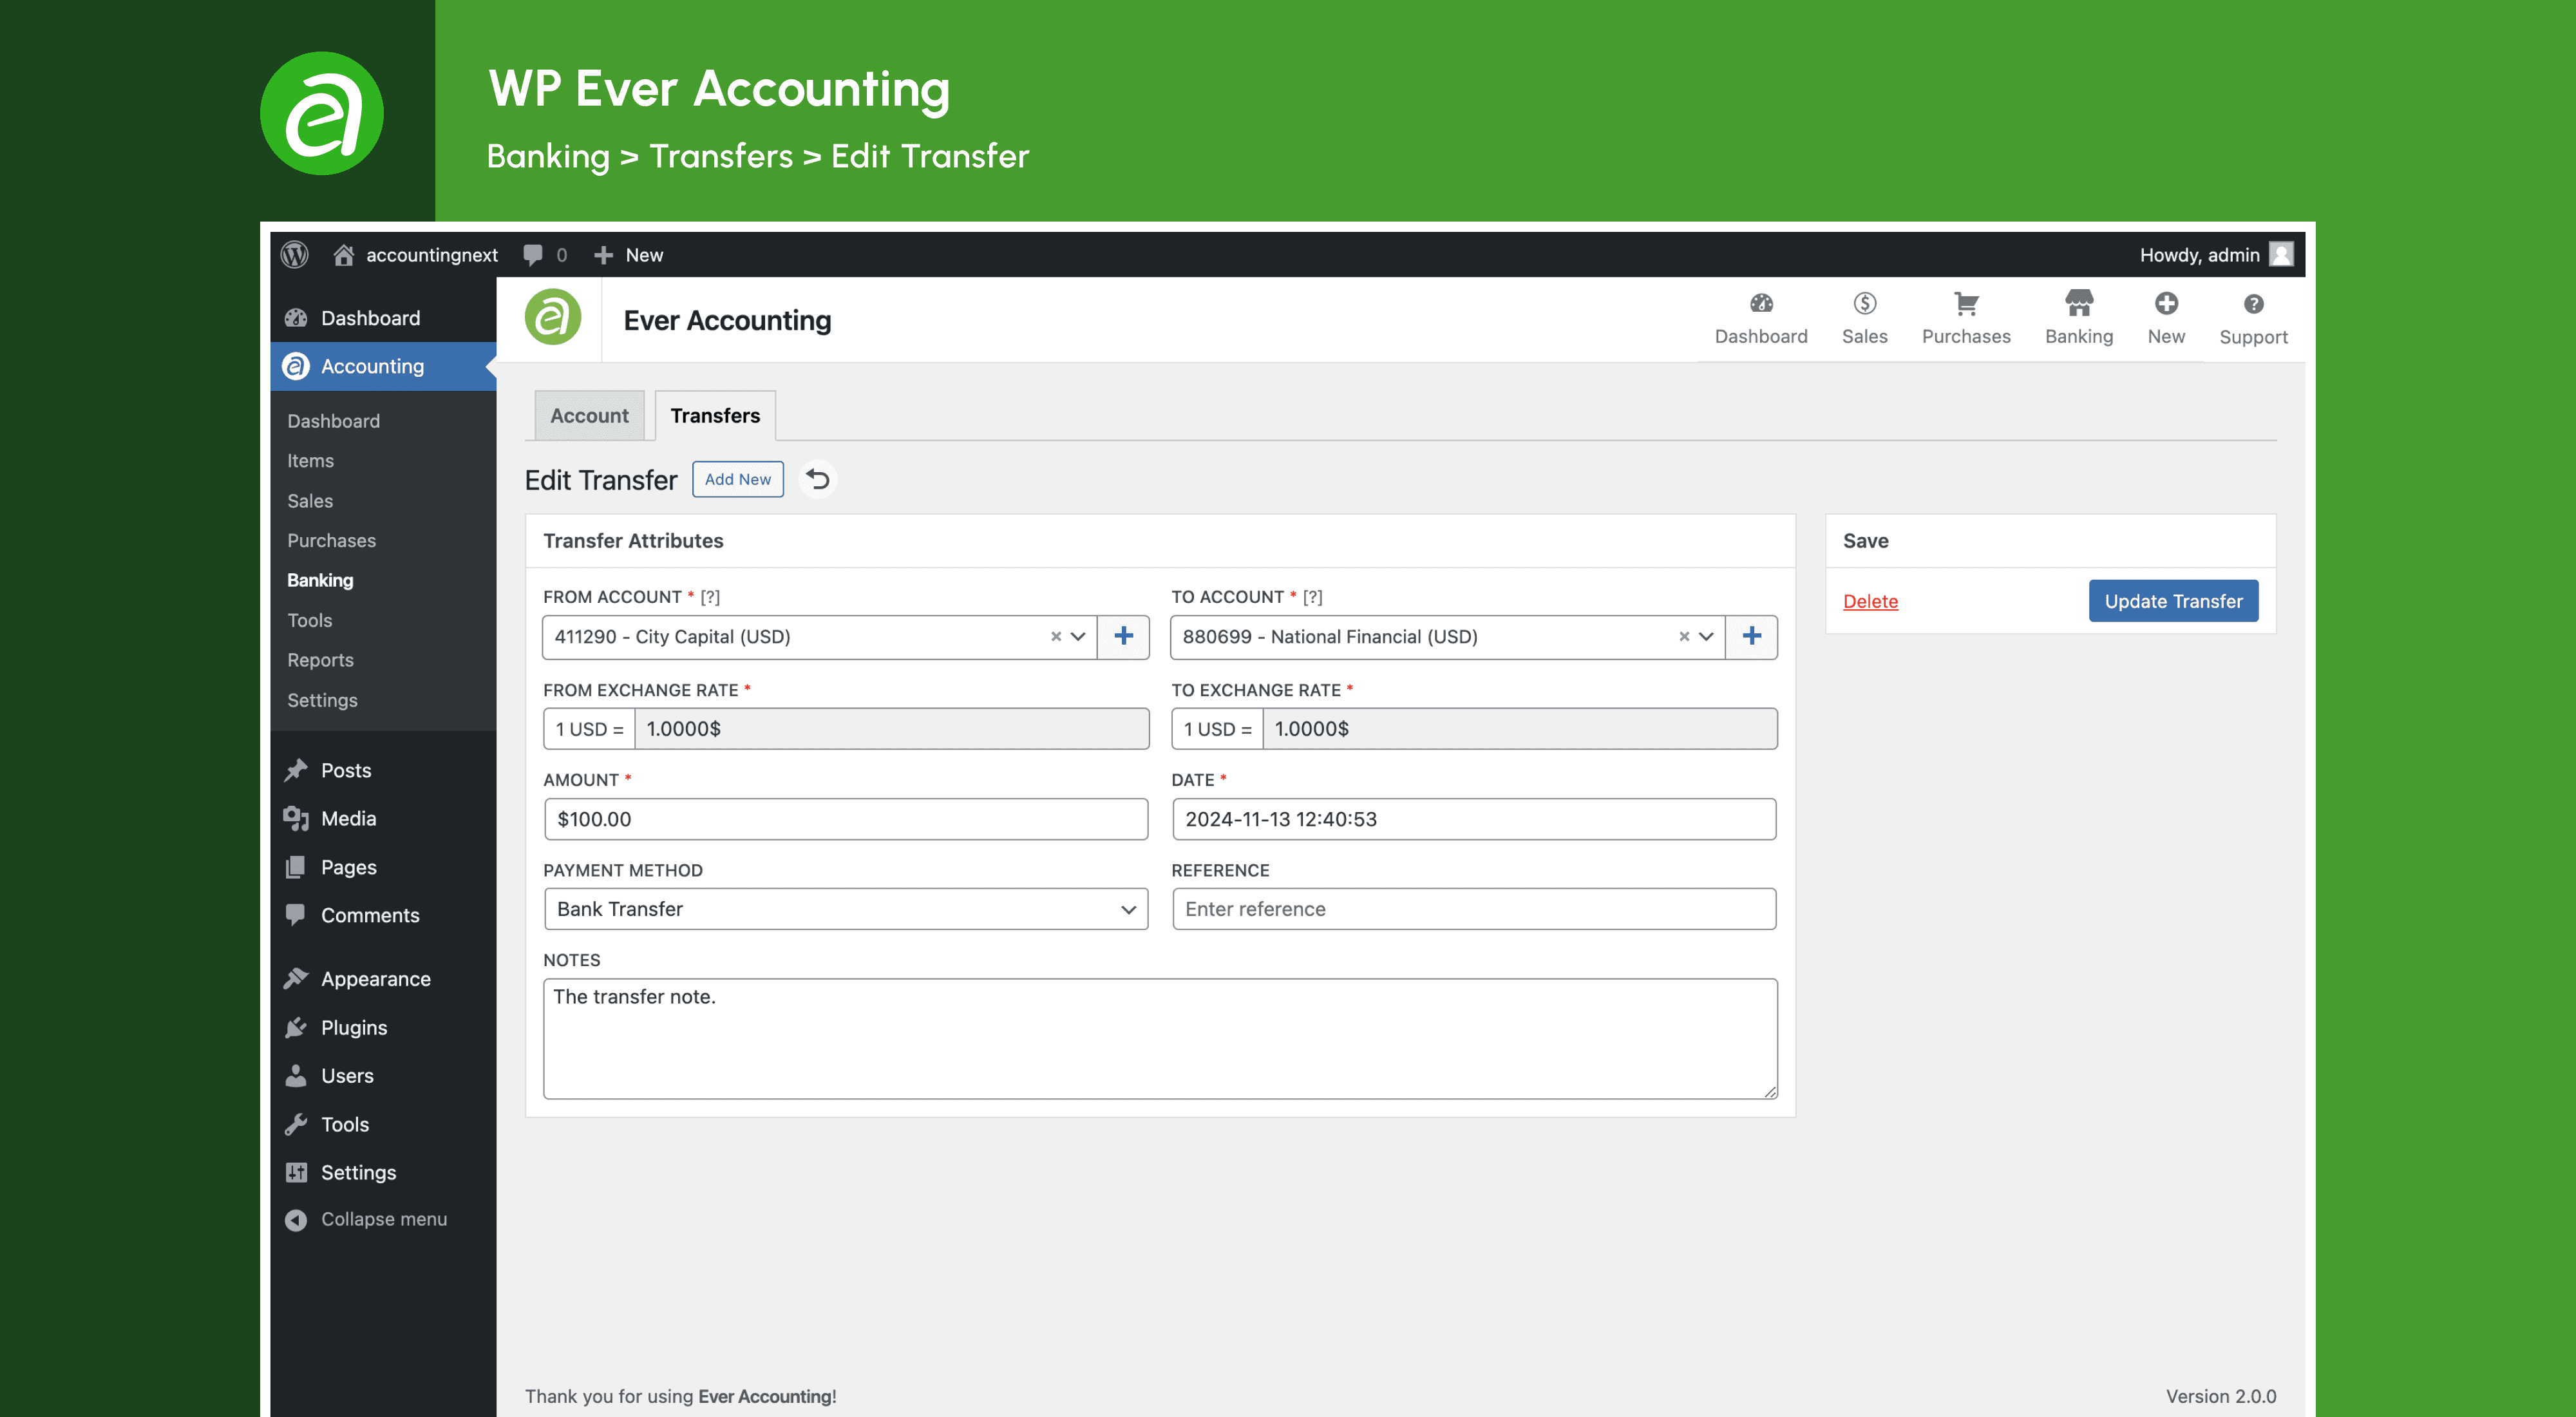 WP Ever Accounting
Banking > Transfers > Edit Transfer
accountingnext 0 New Howdy, admin
Dashboard
Accounting
Dashboard
Items
Sales
Purchases
Banking
Tools
Reports
Settings
Posts
Media
Pages
Comments
Appearance
Plugins
Users
Tools
Settings
Collapse menu
Ever Accounting
Dashboard Sales Purchases Banking New Support
Account Transfers
Edit Transfer Add New
Transfer Attributes
FROM ACCOUNT * [?] TO ACCOUNT * [?]
411290 - City Capital (USD) × 880699 - National Financial (USD) ×
FROM EXCHANGE RATE * TO EXCHANGE RATE *
1 USD = 1.0000$ 1 USD = 1.0000$
AMOUNT * DATE *
$100.00 2024-11-13 12:40:53
PAYMENT METHOD REFERENCE
Bank Transfer Enter reference
NOTES
The transfer note.
Save
Delete Update Transfer
Thank you for using Ever Accounting! Version 2.0.0